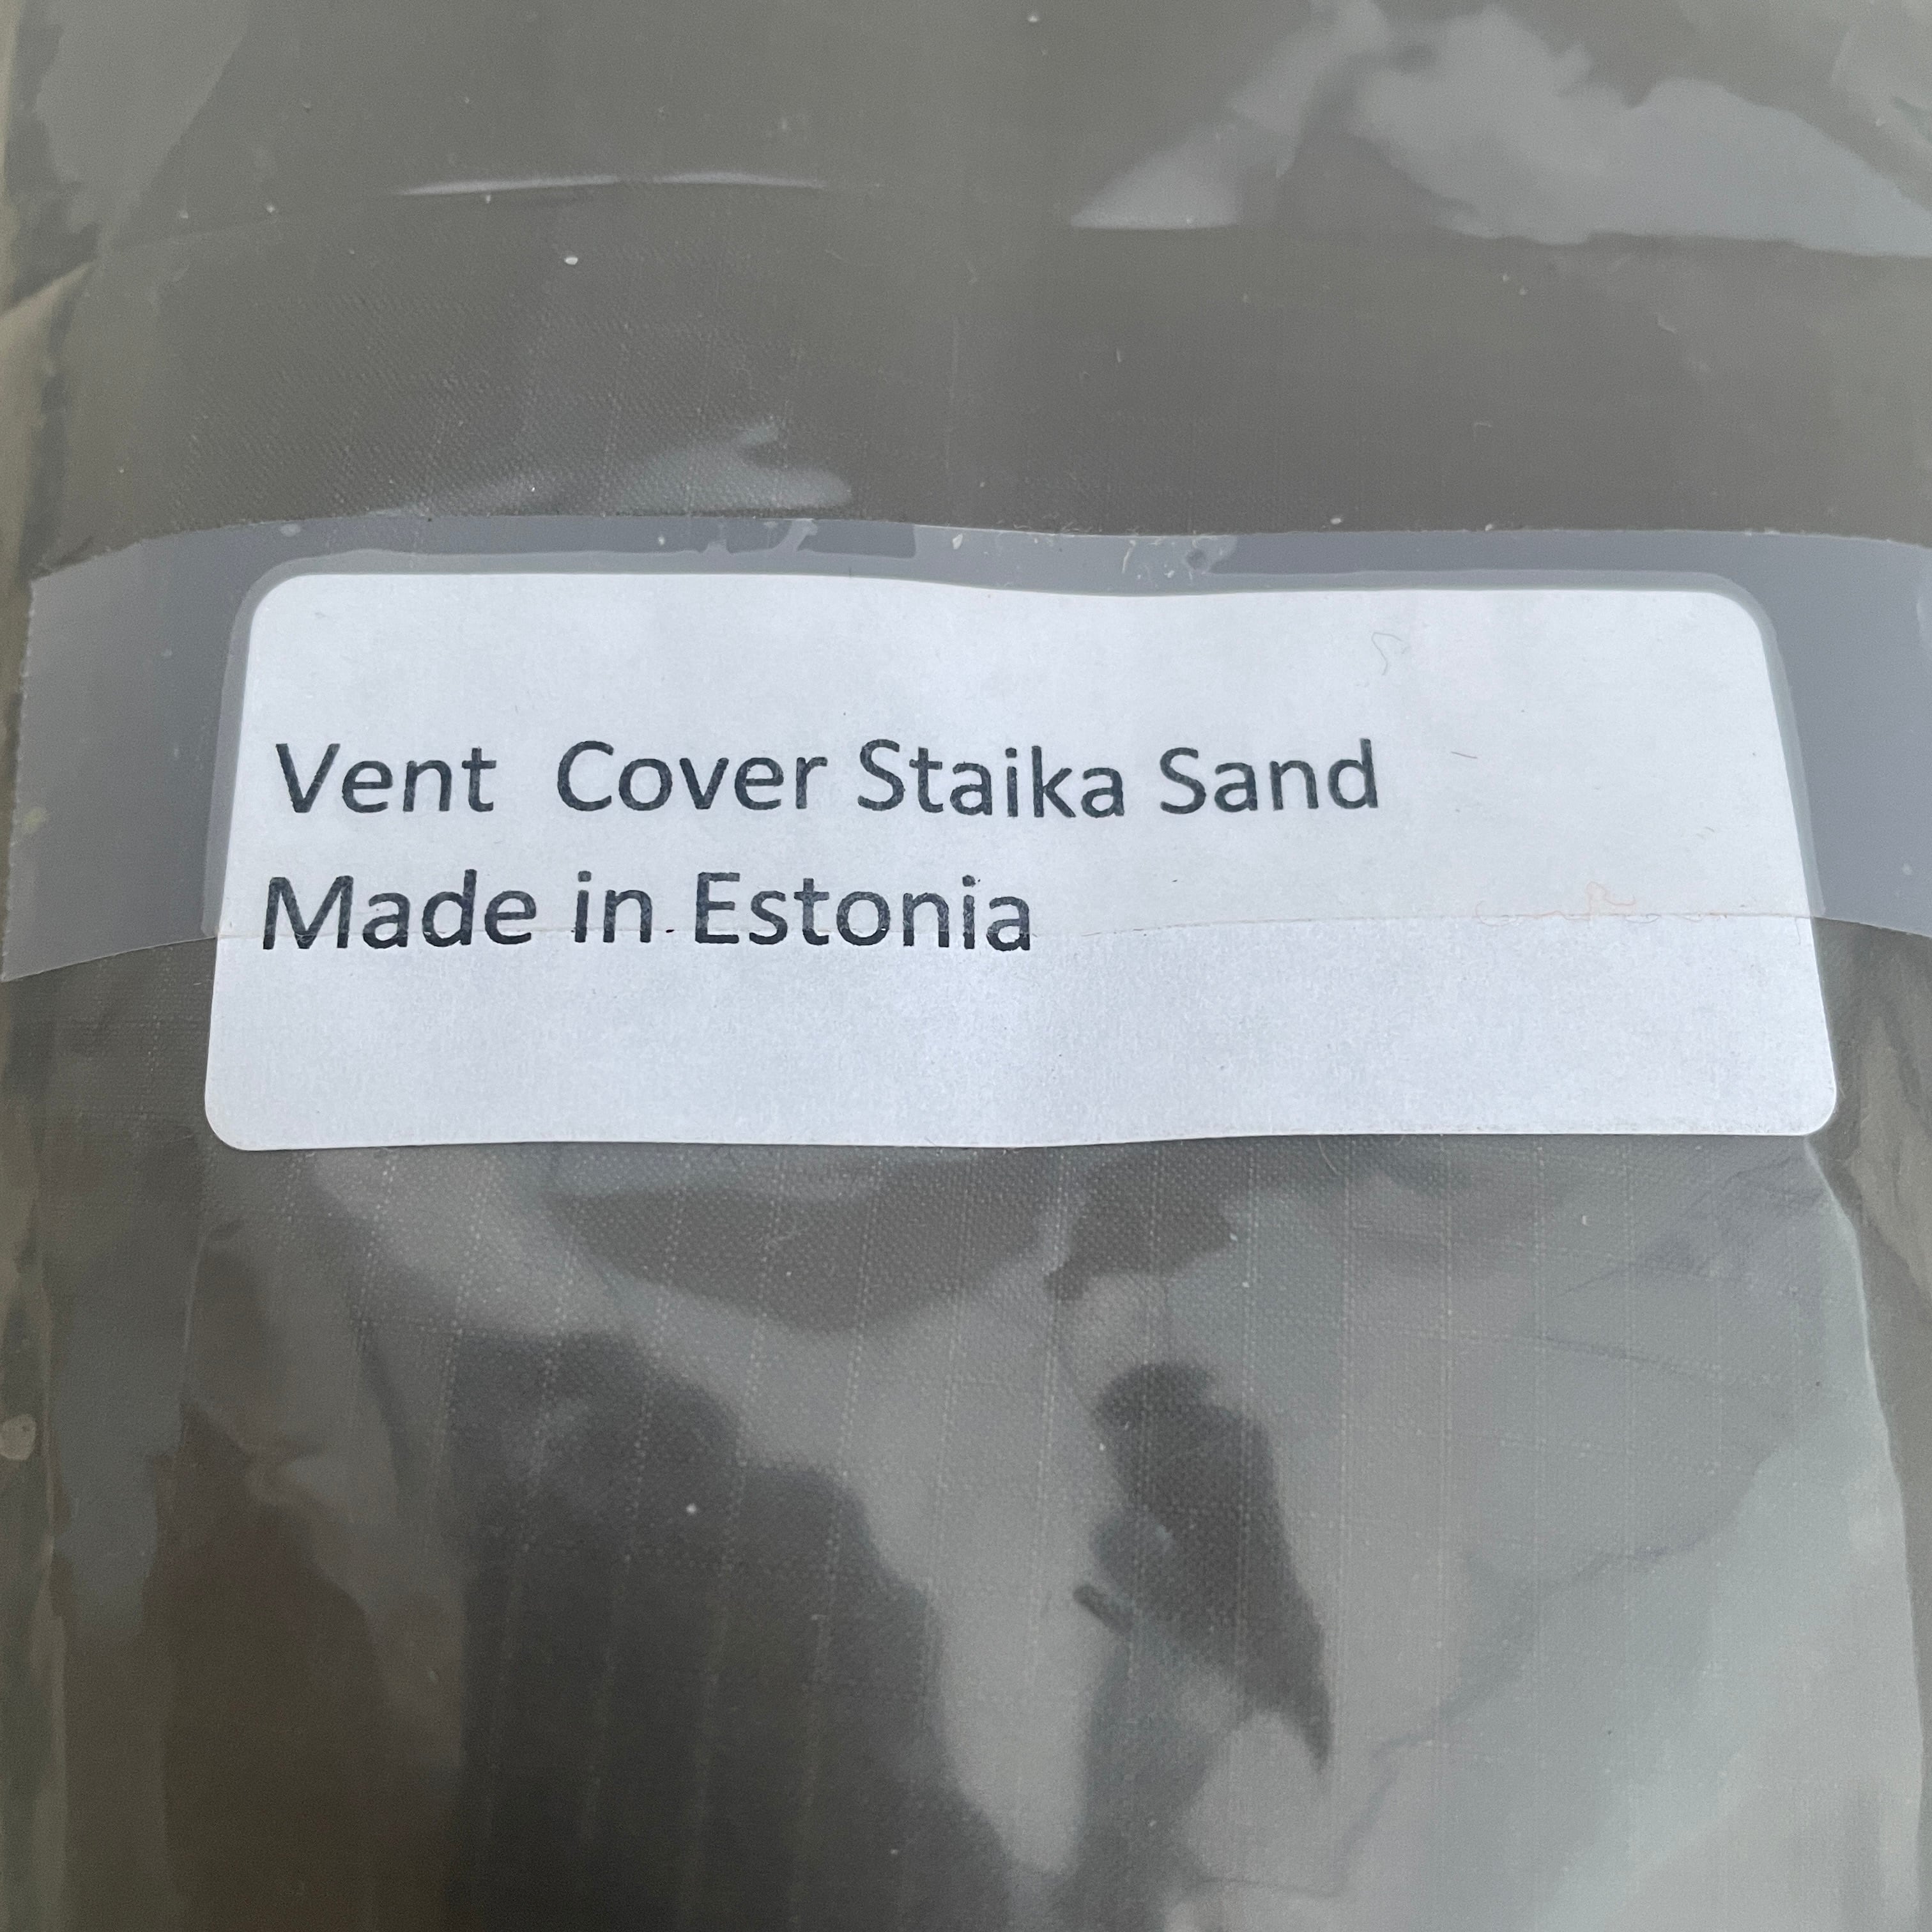 Vent  Cover Staika Sand
Made in Estonia